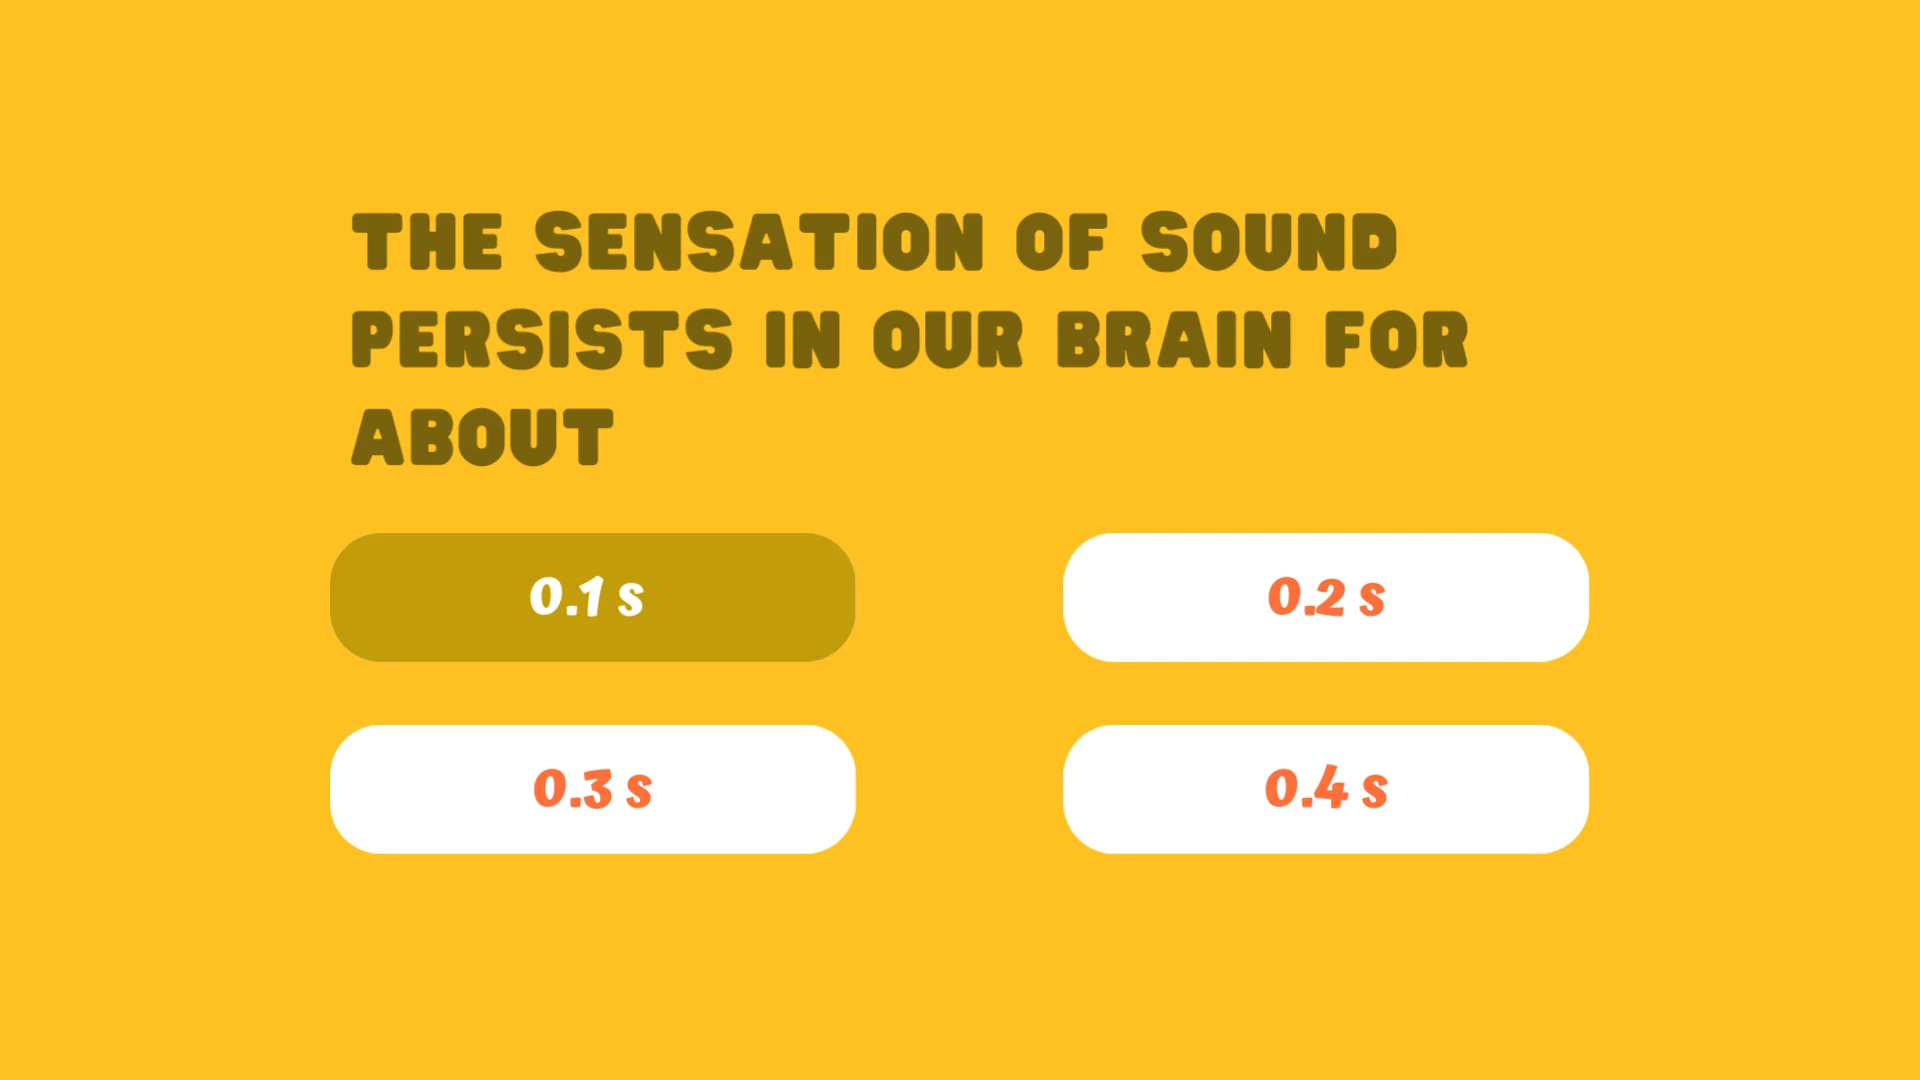 THE SENSATION OF SOUND
PERSISTS IN OUR BRAIN FOR
ABOUT
0.1 s
0.2 s
0.3 s
0.4 s